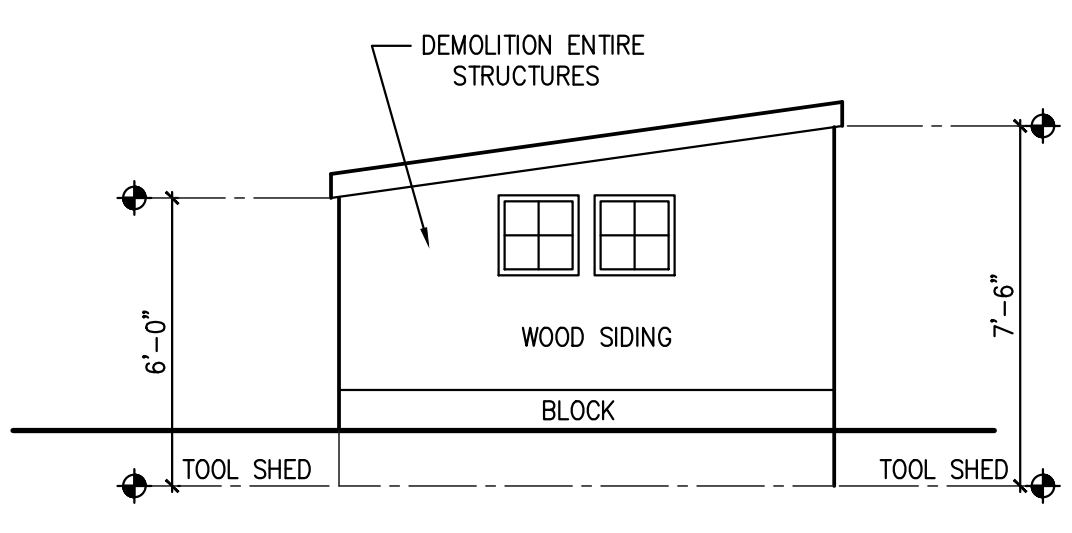 DEMOLITION ENTIRE
STRUCTURES
6'-0"
7'-6"
WOOD SIDING
BLOCK
TOOL SHED
TOOL SHED